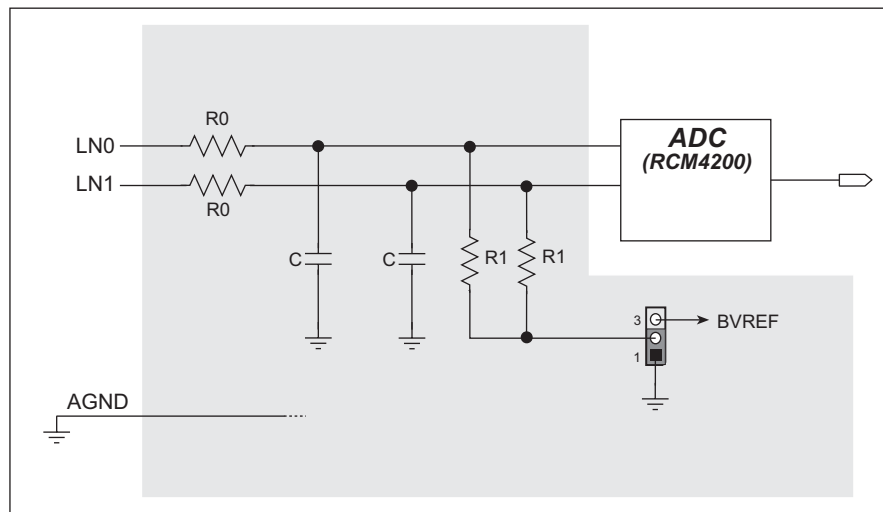 R0
LN0
ADC
(RCM4200)
LN1
R0
C
C
R1
R1
3
BVREF
1
AGND